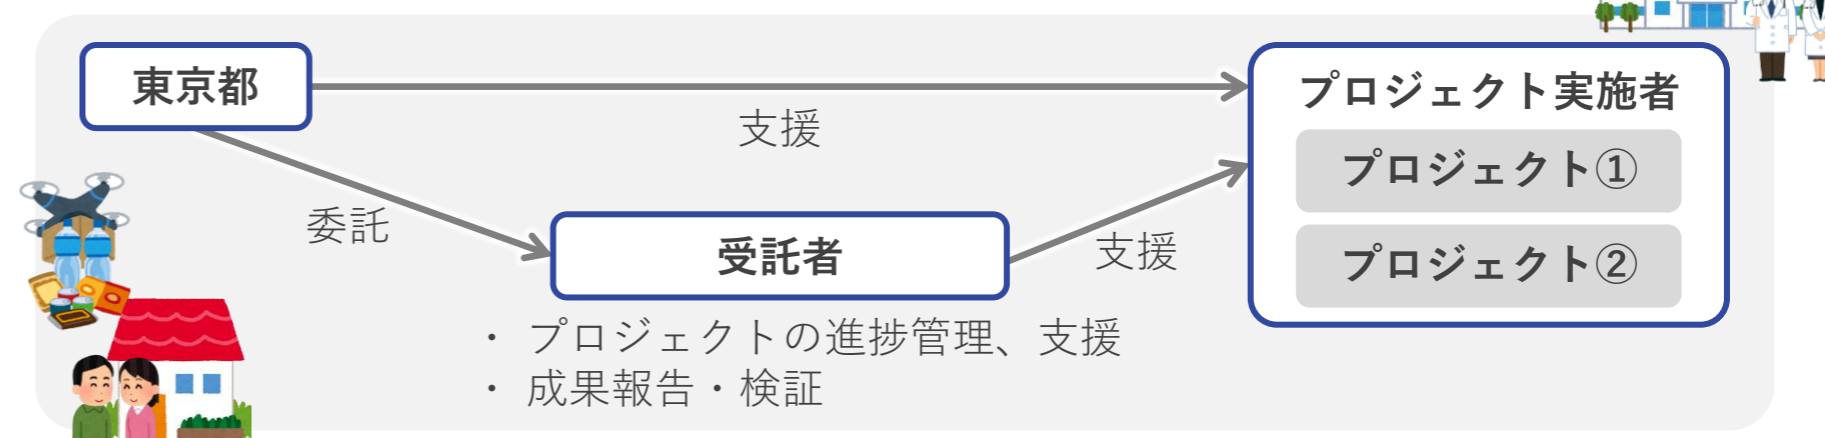 東京都
支援
プロジェクト実施者
プロジェクト①
プロジェクト②
委託
受託者
支援
・ プロジェクトの進捗管理、支援
・ 成果報告・検証